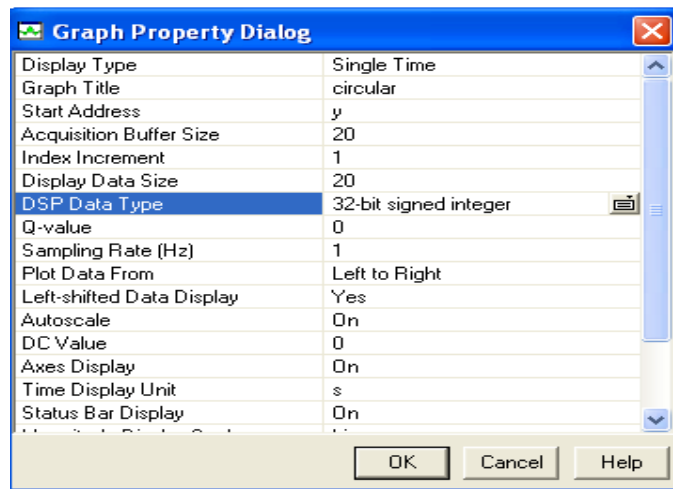 Graph Property Dialog
Display Type Single Time
Graph Title circular
Start Address y
Acquisition Buffer Size 20
Index Increment 1
Display Data Size 20
DSP Data Type 32-bit signed integer
Q-value 0
Sampling Rate (Hz) 1
Plot Data From Left to Right
Left-shifted Data Display Yes
Autoscale On
DC Value 0
Axes Display On
Time Display Unit s
Status Bar Display On
OK Cancel Help